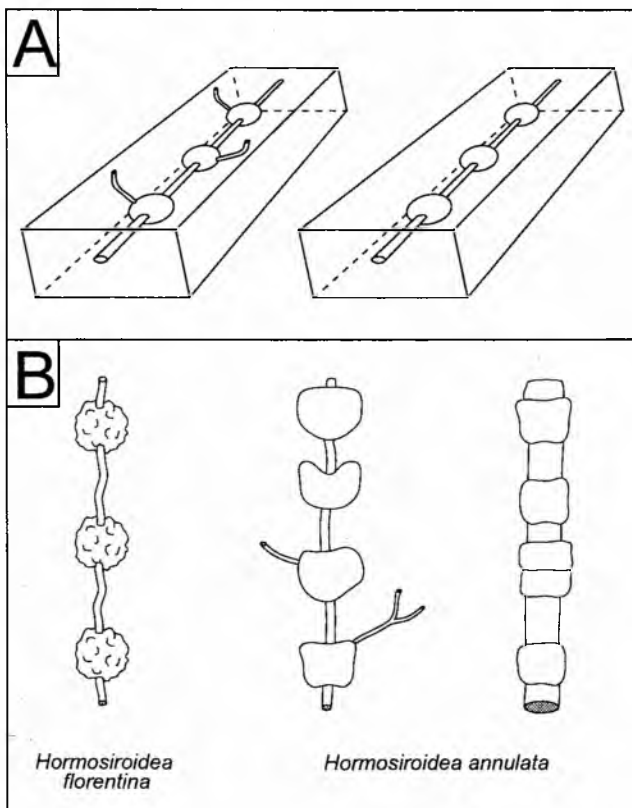 A
B
Hormosiroidea
florentina
Hormosiroidea annulata